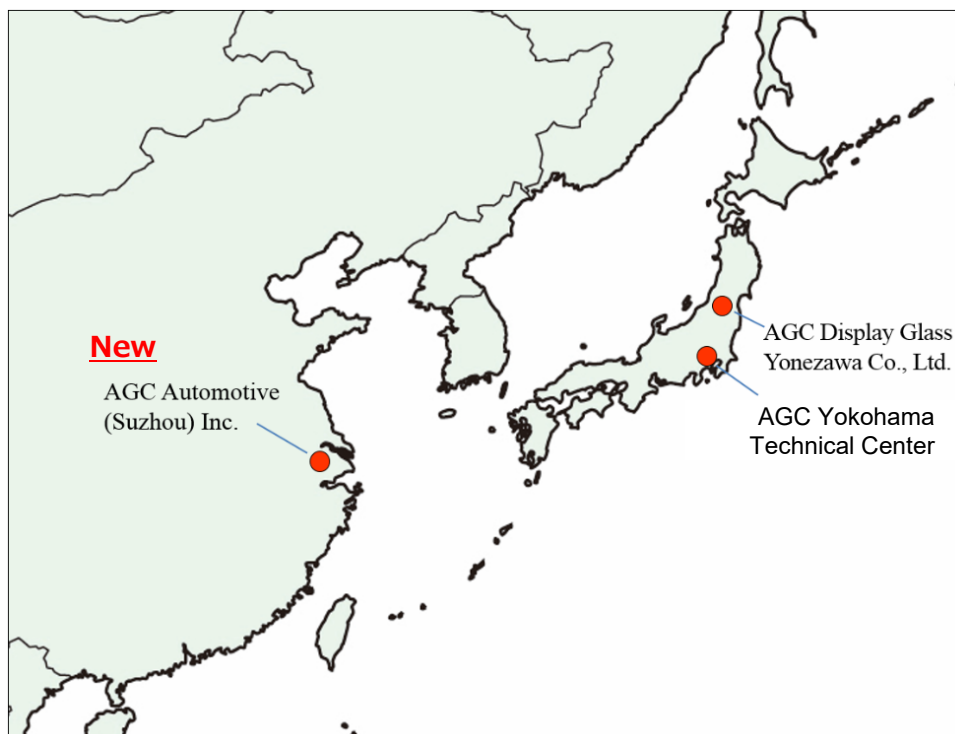 New
AGC Automotive
(Suzhou) Inc.
AGC Display Glass
Yonezawa Co., Ltd.
AGC Yokohama
Technical Center